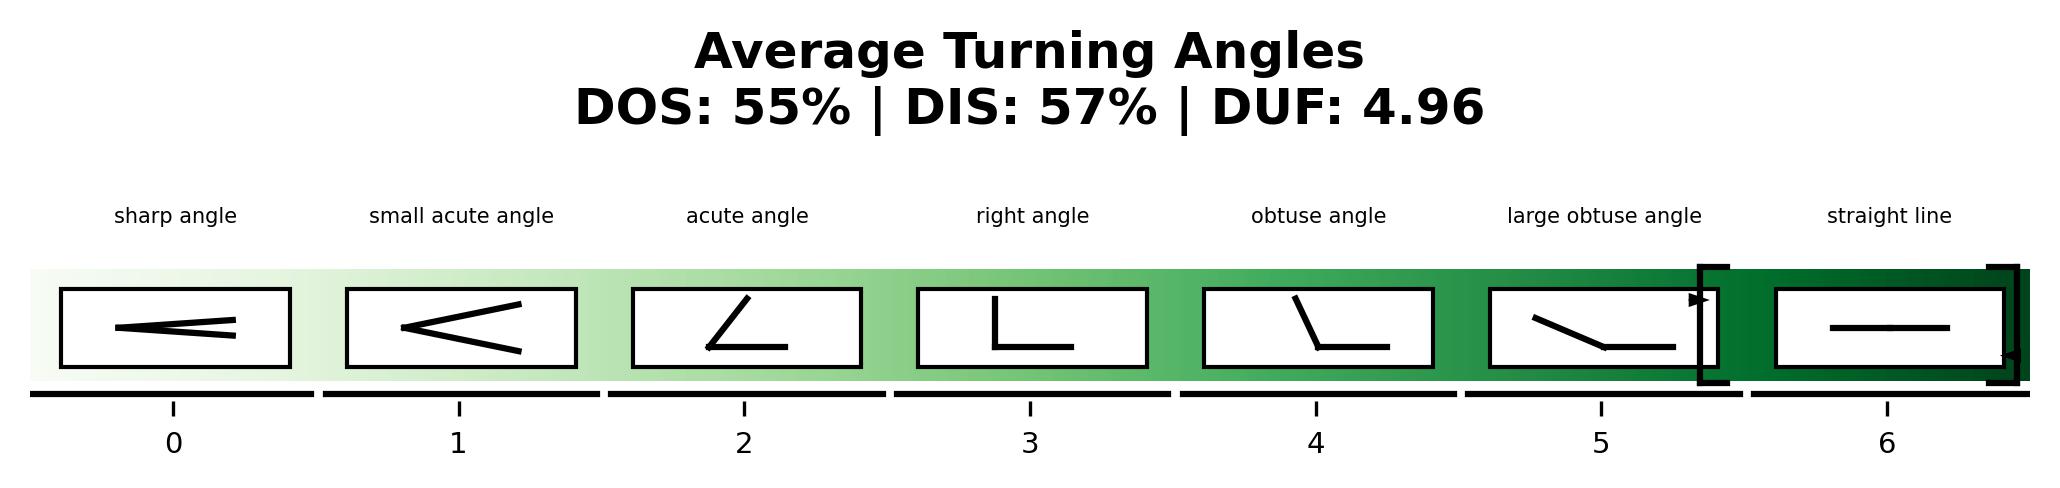 Average Turning Angles
DOS: 55% | DIS: 57% | DUF: 4.96
sharp angle small acute angle acute angle right angle obtuse angle large obtuse angle straight line
0 1 2 3 4 5 6